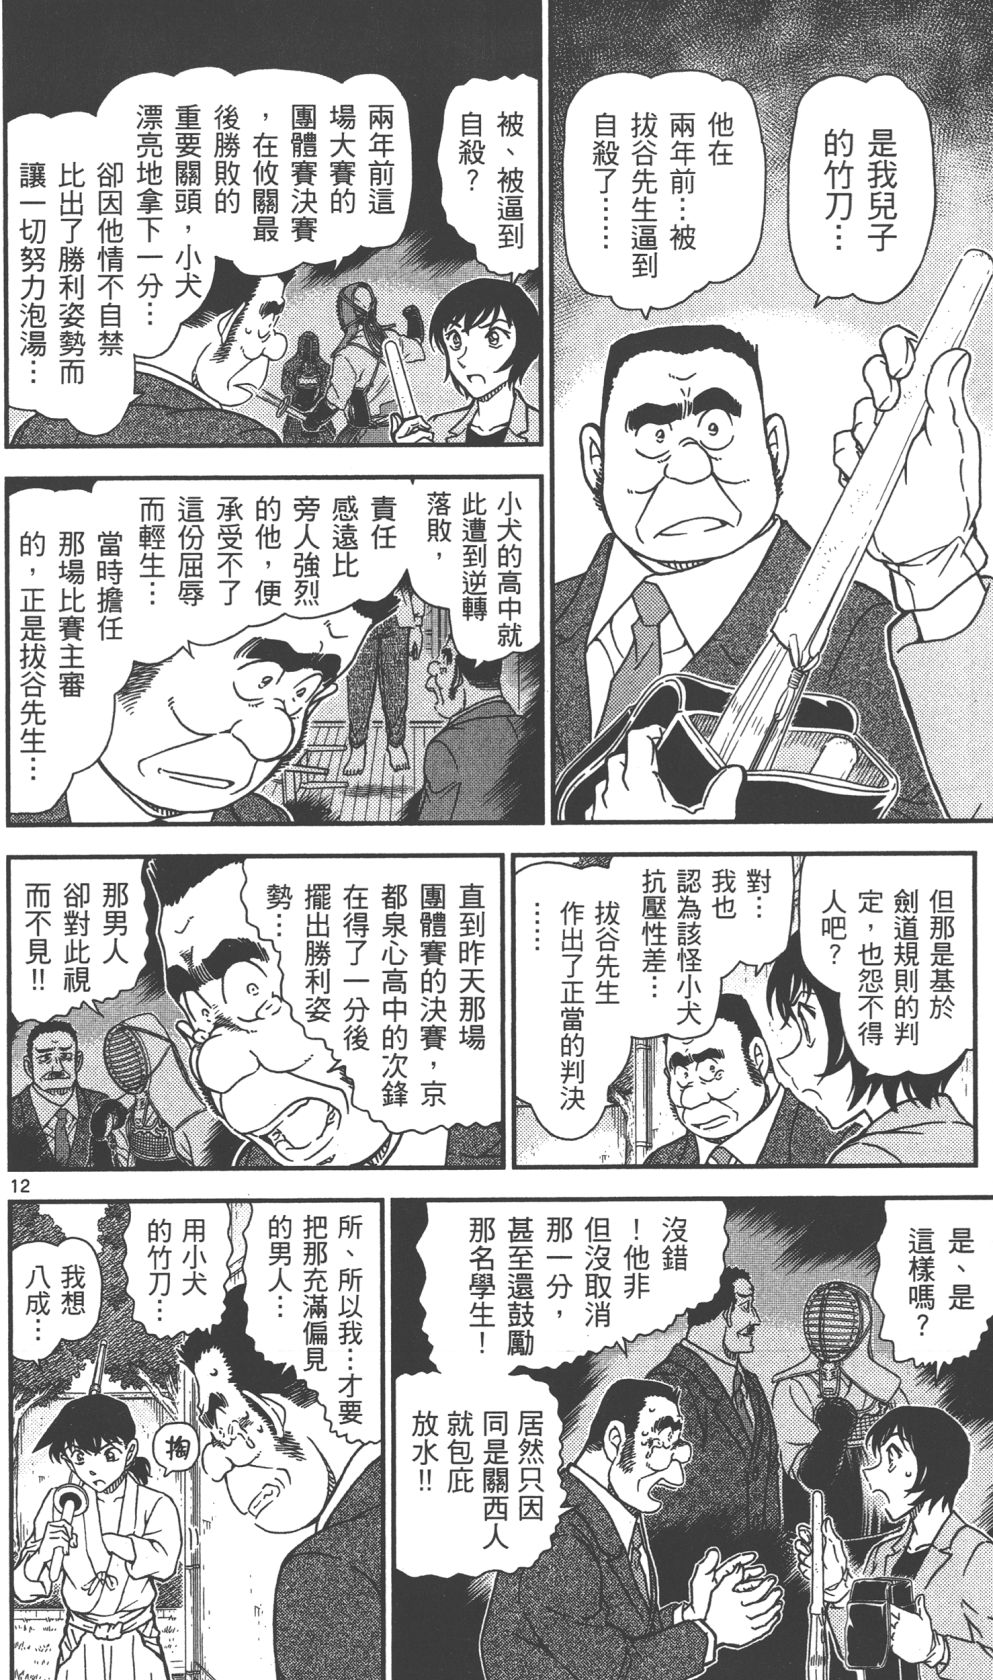 是我兒子
的竹刀…
他在
兩年前…被
拔谷先生逼到
自殺了……
被、被逼到
自殺？
兩年前這
場大賽的
團體賽決賽
，在攸關最
後勝敗的
重要關頭，小犬
漂亮地拿下一分…
卻因他情不自禁
比出了勝利姿勢而
讓一切努力泡湯…
小犬的高中就
此遭到逆轉
落敗，
責任
感遠比
旁人強烈
的他，便
承受不了
這份屈辱
而輕生…
當時擔任
那場比賽主審
的，正是拔谷先生…
但那是基於
劍道規則的判
定，也怨不得
人吧？
對…
我也
認為該怪小犬
抗壓性差…
拔谷先生
作出了正當的判決
……
直到昨天那場
團體賽的決賽，京
都泉心高中的次鋒
在得了一分後
擺出勝利姿
勢…
那男人
卻對此視
而不見!!
12
是、是
這樣嗎？
沒錯
！他非
但沒取消
那一分，
甚至還鼓勵
那名學生！
居然只因
同是關西人
就包庇
放水!!
所、所以我…才要
把那充滿偏見
的男人…
用小犬
的竹刀…
掏
我想
八成…